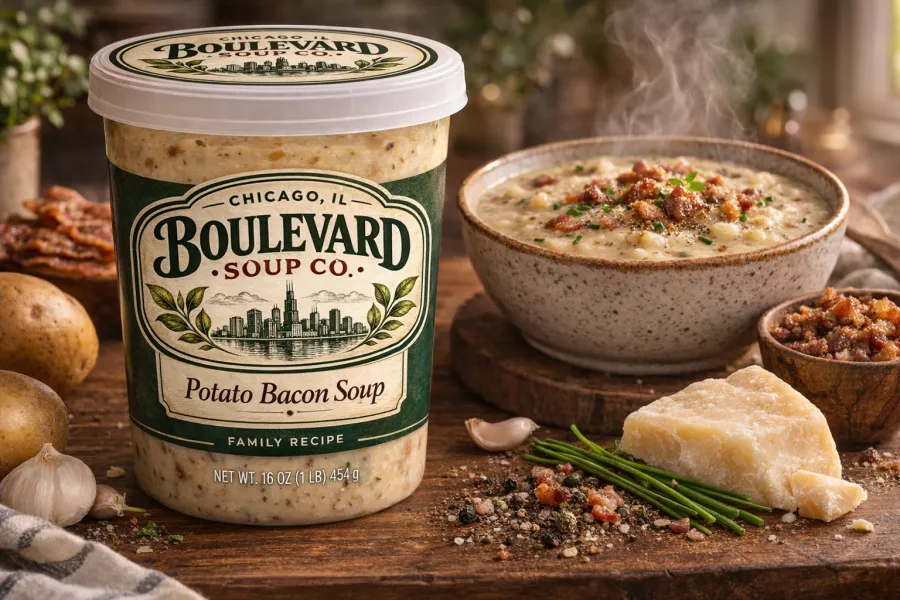 CHICAGO, IL
BOULEVARD
SOUP CO.
CHICAGO, IL
BOULEVARD
SOUP CO.
Potato Bacon Soup
FAMILY RECIPE
NET WT. 16 OZ (1 LB) 454 g